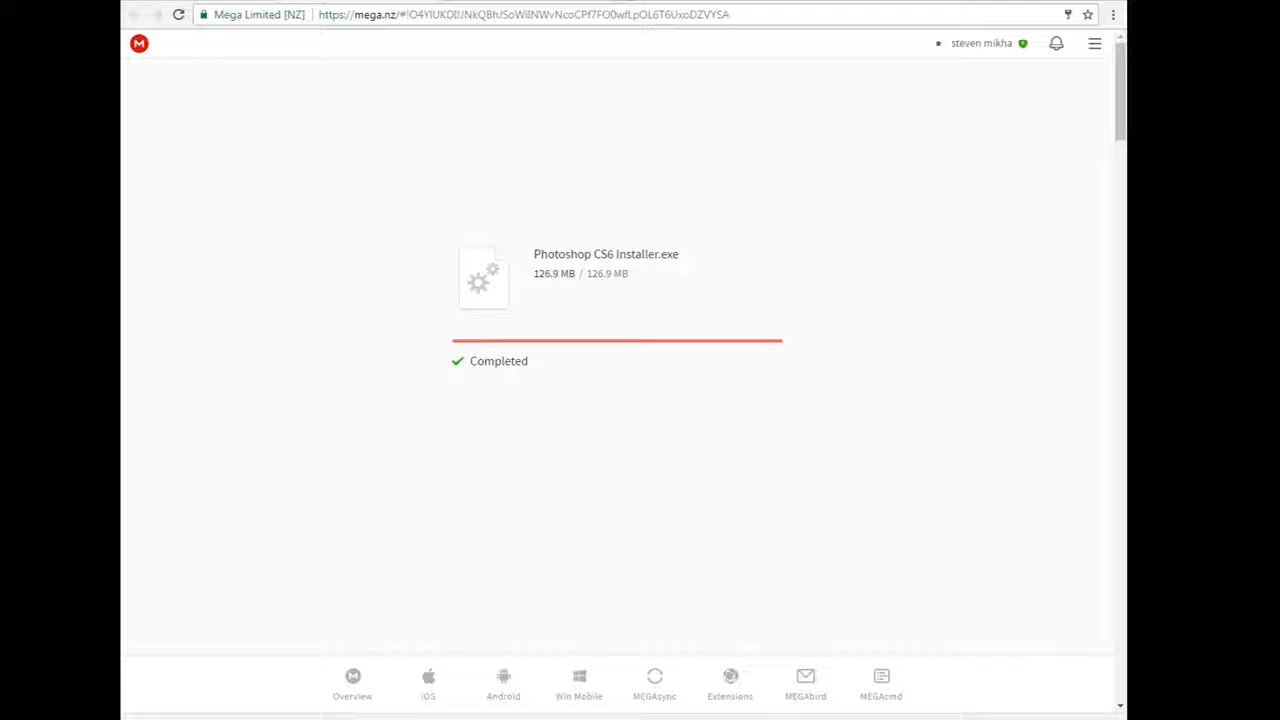 Mega Limited [NZ]
steven mikha
Photoshop CS6 Installer.exe
126.9 MB / 126.9 MB
Completed
Overview
iOS
Android
Win Mobile
MEGAsync
Extensions
MEGAbird
MEGAcmd